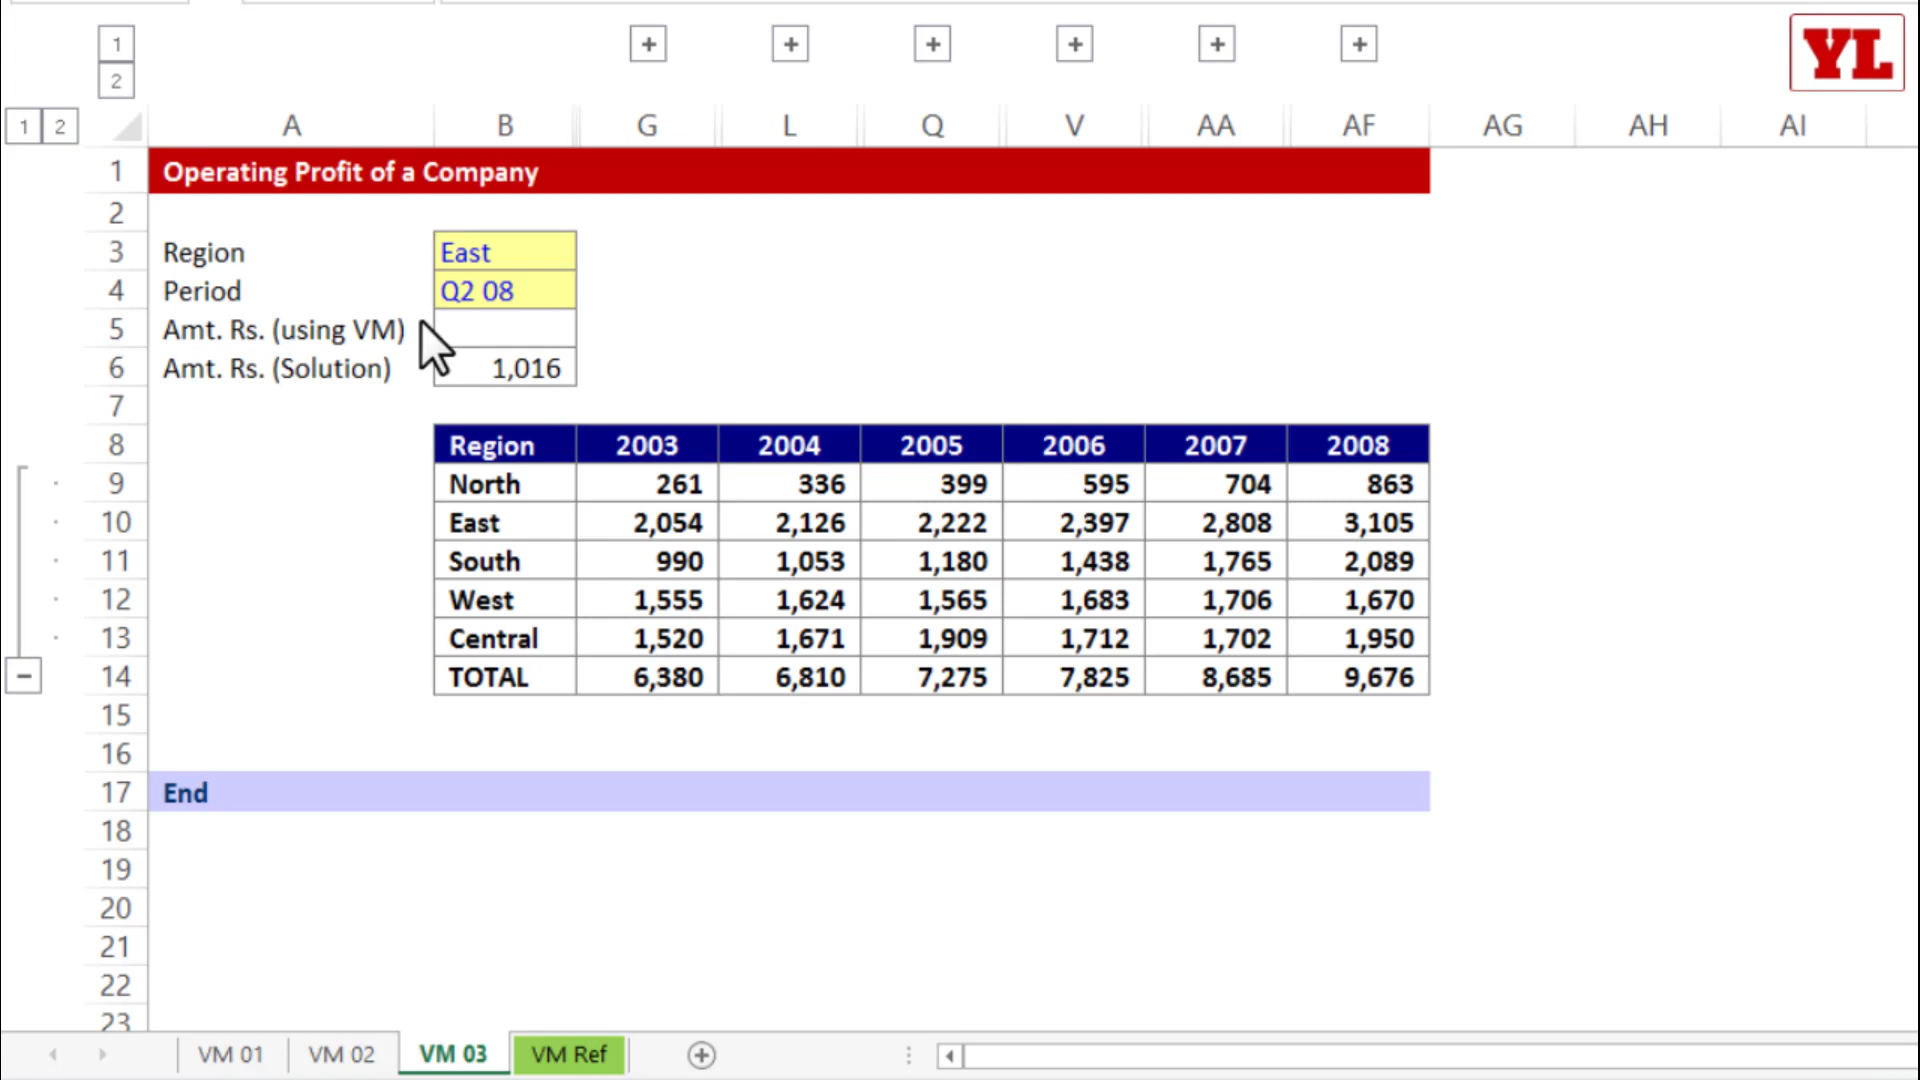 1 + + + + + + YL
2
1 2 A B G L Q V AA AF AG AH AI
1 Operating Profit of a Company
2
3 Region East
4 Period Q2 08
5 Amt. Rs. (using VM)
6 Amt. Rs. (Solution) 1,016
7
8 Region 2003 2004 2005 2006 2007 2008
9 North 261 336 399 595 704 863
10 East 2,054 2,126 2,222 2,397 2,808 3,105
11 South 990 1,053 1,180 1,438 1,765 2,089
12 West 1,555 1,624 1,565 1,683 1,706 1,670
13 Central 1,520 1,671 1,909 1,712 1,702 1,950
14 TOTAL 6,380 6,810 7,275 7,825 8,685 9,676
15
16
17 End
18
19
20
21
22
23
VM 01 VM 02 VM 03 VM Ref